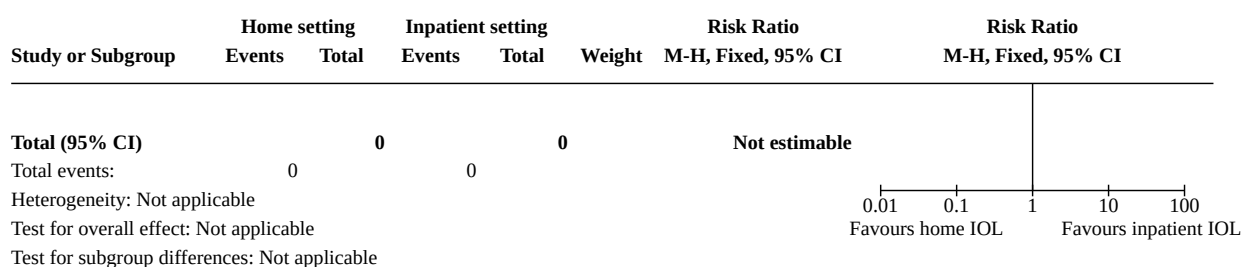 Home setting Inpatient setting Risk Ratio Risk Ratio
Study or Subgroup Events Total Events Total Weight M-H, Fixed, 95% CI M-H, Fixed, 95% CI
Total (95% CI) 0 0 Not estimable
Total events: 0 0
Heterogeneity: Not applicable
0.01 0.1 1 10 100
Test for overall effect: Not applicable Favours home IOL Favours inpatient IOL
Test for subgroup differences: Not applicable